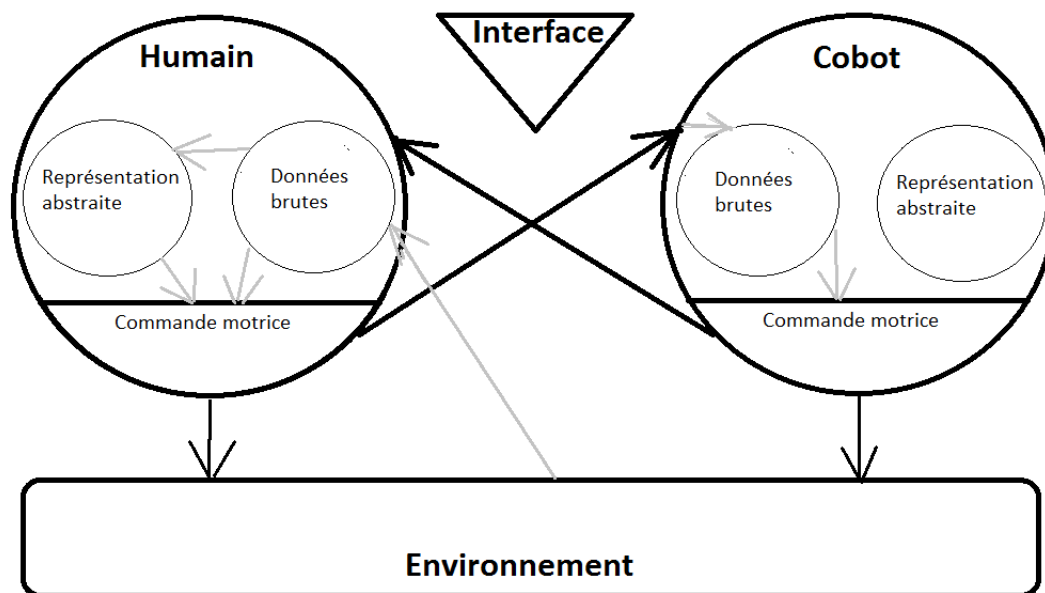 Humain
Interface
Cobot
Représentation
abstraite
Données
brutes
Données
brutes
Représentation
abstraite
Commande motrice
Commande motrice
Environnement